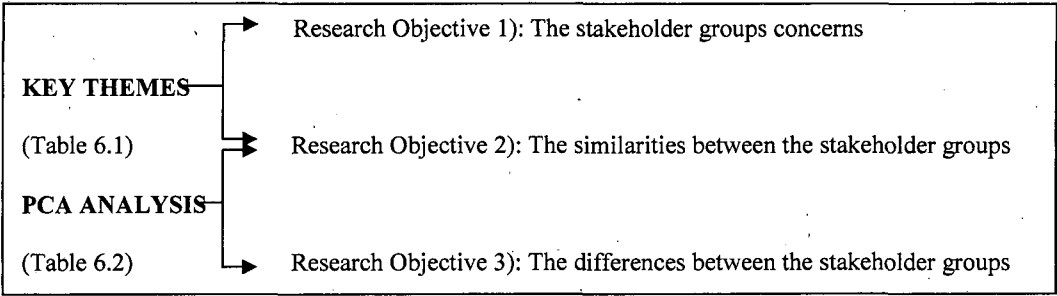 Research Objective 1): The stakeholder groups concerns
KEY THEMES
(Table 6.1) Research Objective 2): The similarities between the stakeholder groups
PCA ANALYSIS
(Table 6.2) Research Objective 3): The differences between the stakeholder groups